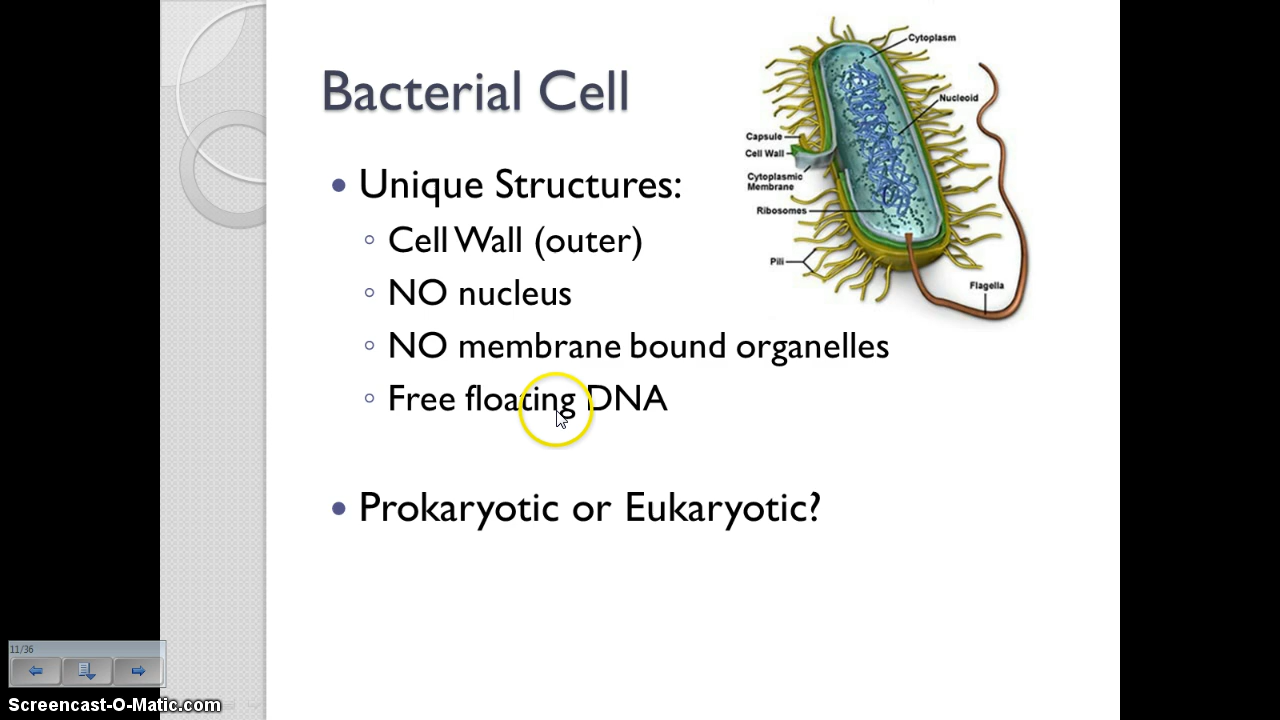 Bacterial Cell
Unique Structures:
Cell Wall (outer)
NO nucleus
NO membrane bound organelles
Free floating DNA
Prokaryotic or Eukaryotic?
Cytoplasm
Nucleoid
Capsule
Cell Wall
Cytoplasmic
Membrane
Ribosomes
Pili
Flagella
11/36
Screencast-O-Matic.com